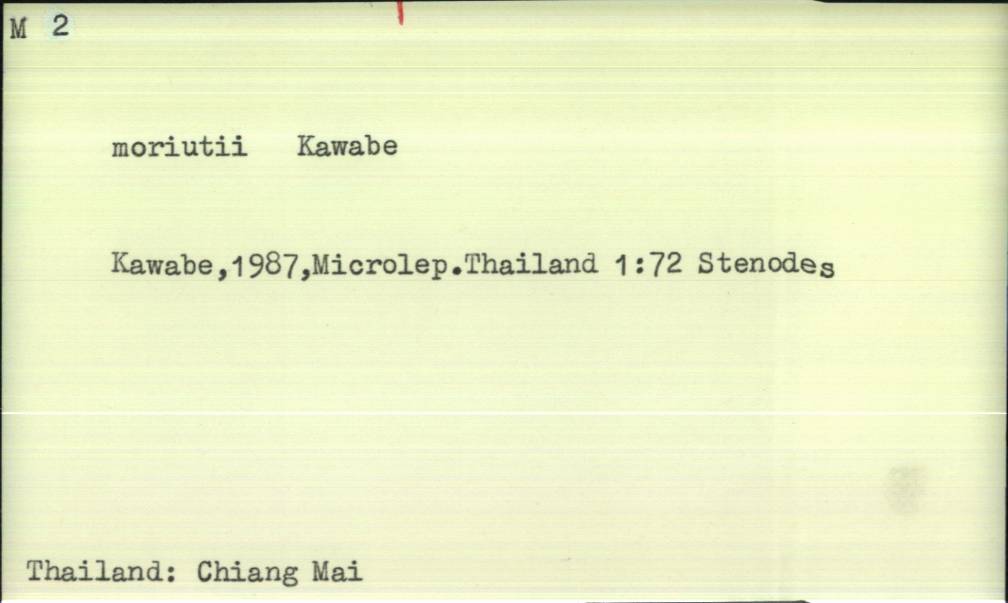 M 2
moriutii Kawabe
Kawabe,1987,Microlep.Thailand 1:72 Stenodes
Thailand: Chiang Mai